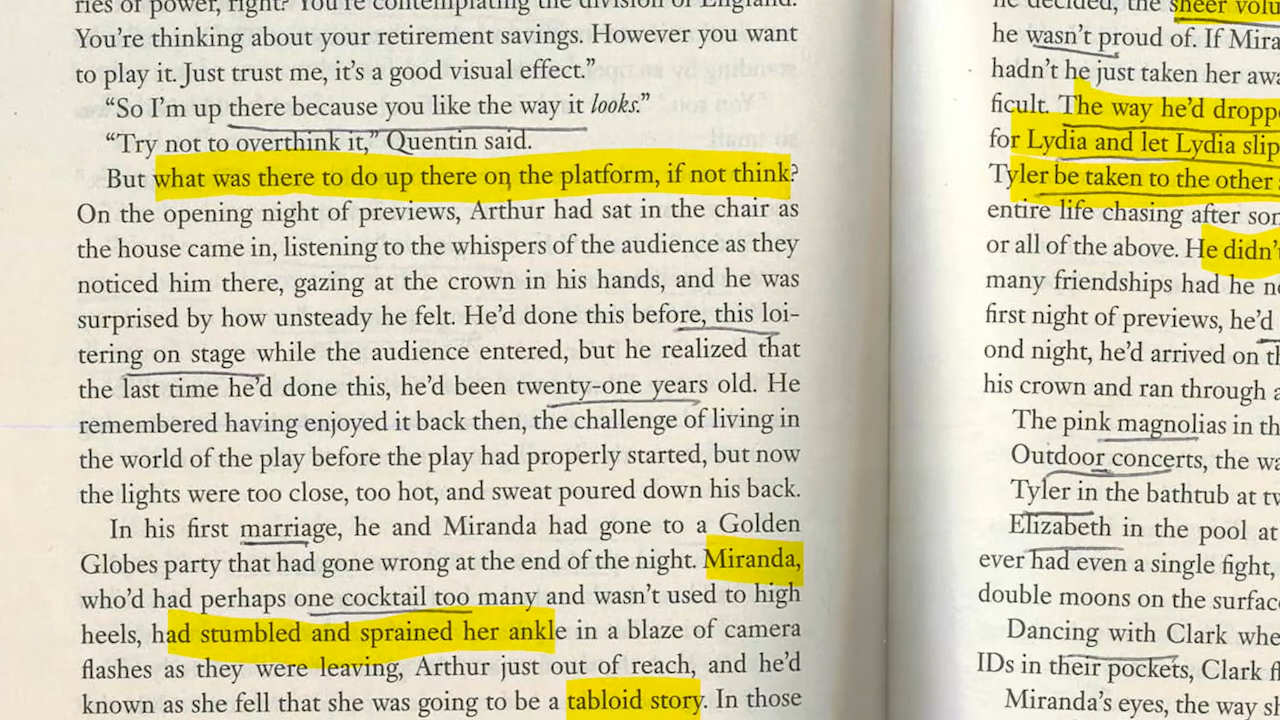 ries of power, right? You're contemplating the division of England.
You're thinking about your retirement savings. However you want
to play it. Just trust me, it's a good visual effect."
"So I'm up there because you like the way it looks."
"Try not to overthink it," Quentin said.
But what was there to do up there on the platform, if not think?
On the opening night of previews, Arthur had sat in the chair as
the house came in, listening to the whispers of the audience as they
noticed him there, gazing at the crown in his hands, and he was
surprised by how unsteady he felt. He'd done this before, this loi-
tering on stage while the audience entered, but he realized that
the last time he'd done this, he'd been twenty-one years old. He
remembered having enjoyed it back then, the challenge of living in
the world of the play before the play had properly started, but now
the lights were too close, too hot, and sweat poured down his back.
In his first marriage, he and Miranda had gone to a Golden
Globes party that had gone wrong at the end of the night. Miranda,
who'd had perhaps one cocktail too many and wasn't used to high
heels, had stumbled and sprained her ankle in a blaze of camera
flashes as they were leaving, Arthur just out of reach, and he'd
known as she fell that she was going to be a tabloid story. In those
he decided, the sheer volu
he wasn't proud of. If Mira
hadn't he just taken her awa
ficult. The way he'd droppe
for Lydia and let Lydia slip
Tyler be taken to the other
entire life chasing after son
or all of the above. He didn't
many friendships had he ne
first night of previews, he'd
ond night, he'd arrived on th
his crown and ran through a
The pink magnolias in th
Outdoor concerts, the wa
Tyler in the bathtub at tw
Elizabeth in the pool at
ever had even a single fight,
double moons on the surfac
Dancing with Clark whe
IDs in their pockets, Clark fl
Miranda's eyes, the way sh